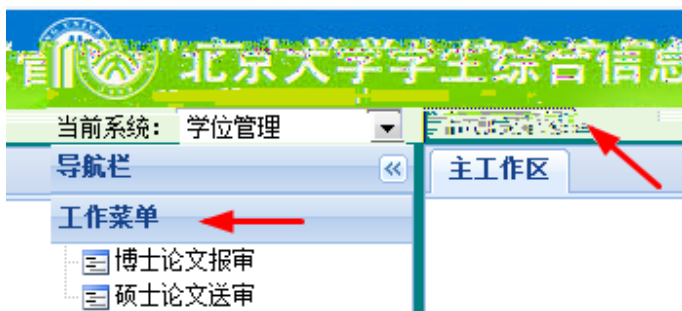 北京大学学生综合信息
当前系统： 学位管理
导航栏
主工作区
工作菜单
博士论文报审
硕士论文送审